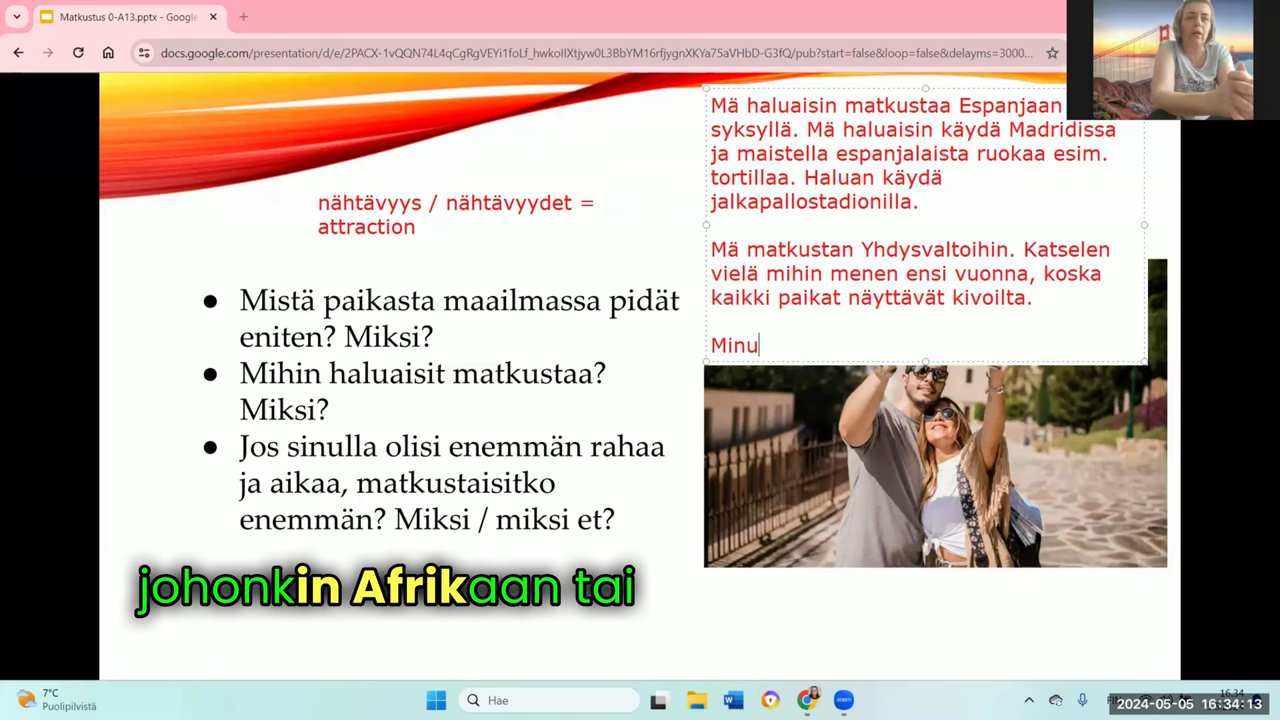 Matkustus 0-A13.pptx - Google
docs.google.com/presentation/d/e/2PACX-1vQQN74L4qCgRgVEYi1foLf_hwkoIIXtjyw0L3BbYM16rfjygnXKYa75aVHbD-G3fQ/pub?start=false&loop=false&delayms=3000...
Mä haluaisin matkustaa Espanjaan
syksyllä. Mä haluaisin käydä Madridissa
ja maistella espanjalaista ruokaa esim.
tortillaa. Haluan käydä
jalkapallostadionilla.
Mä matkustan Yhdysvaltoihin. Katselen
vielä mihin menen ensi vuonna, koska
kaikki paikat näyttävät kivoilta.
Minu
nähtävyys / nähtävyydet =
attraction
● Mistä paikasta maailmassa pidät
eniten? Miksi?
● Mihin haluaisit matkustaa?
Miksi?
● Jos sinulla olisi enemmän rahaa
ja aikaa, matkustaisitko
enemmän? Miksi / miksi et?
johonkin Afrikaan tai
7°C
Puolipilvistä
Hae
zoom
16.34
2024-05-05 16:34:13